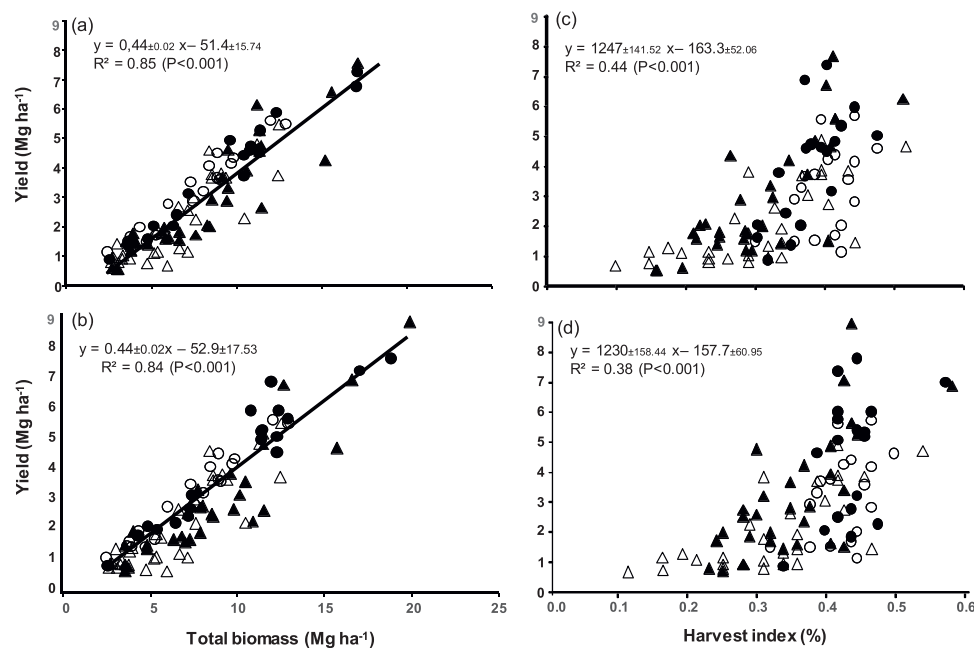 (a)
y = 0,44±0.02 x– 51.4±15.74
R² = 0.85 (P<0.001)
Yield (Mg ha⁻¹)
9
8
7
6
5
4
3
2
1
0
(c)
y = 1247±141.52 x– 163.3±52.06
R² = 0.44 (P<0.001)
9
8
7
6
5
4
3
2
1
0
(b)
y = 0.44±0.02x – 52.9±17.53
R² = 0.84 (P<0.001)
Yield (Mg ha⁻¹)
9
8
7
6
5
4
3
2
1
0
0 5 10 15 20 25
Total biomass (Mg ha⁻¹)
(d)
y = 1230±158.44 x– 157.7±60.95
R² = 0.38 (P<0.001)
9
8
7
6
5
4
3
2
1
0
0.0 0.1 0.2 0.3 0.4 0.5 0.6
Harvest index (%)